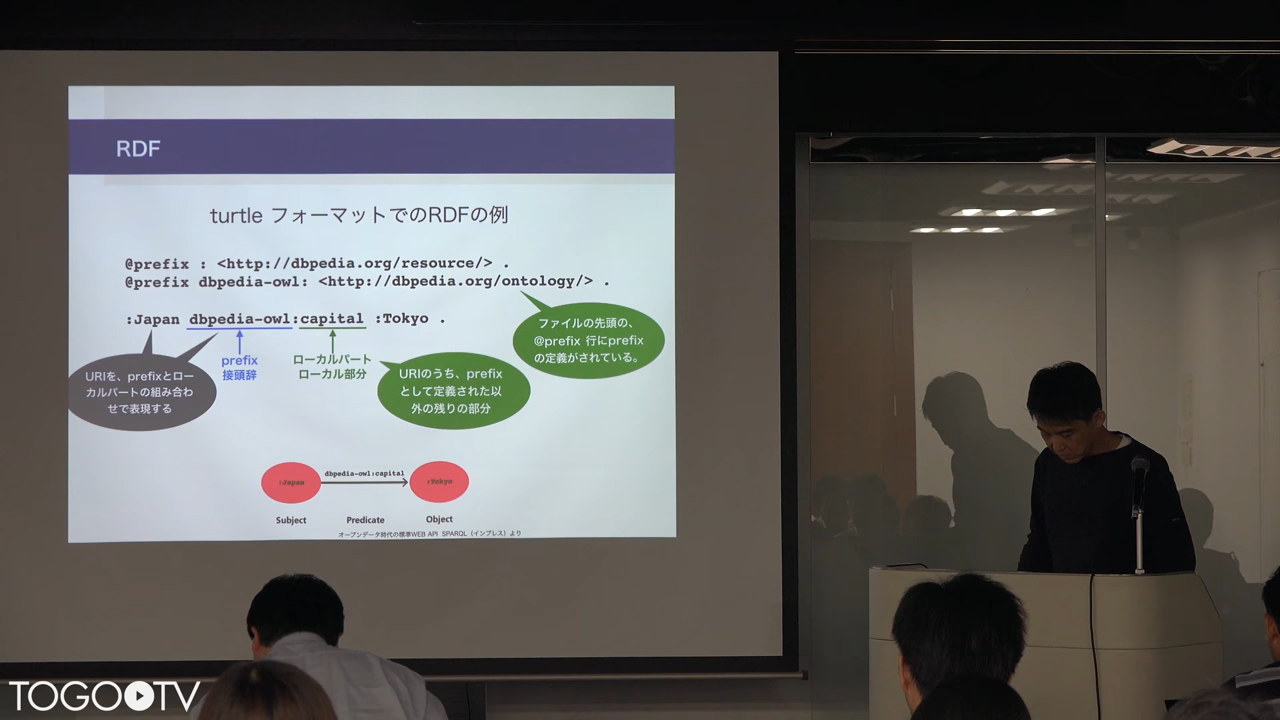 RDF
turtle フォーマットでのRDFの例
@prefix : <http://dbpedia.org/resource/> .
@prefix dbpedia-owl: <http://dbpedia.org/ontology/> .
:Japan dbpedia-owl:capital :Tokyo .
ファイルの先頭の、
@prefix 行にprefix
の定義がされている。
prefix
接頭辞
ローカルパート
ローカル部分
URIを、prefixとロー
カルパートの組み合わ
せで表現する
URIのうち、prefix
として定義された以
外の残りの部分
:Japan
dbpedia-owl:capital
:Tokyo
Subject
Predicate
Object
オープンデータ時代の標準WEB API SPARQL（インプレス）より
TOGOTV